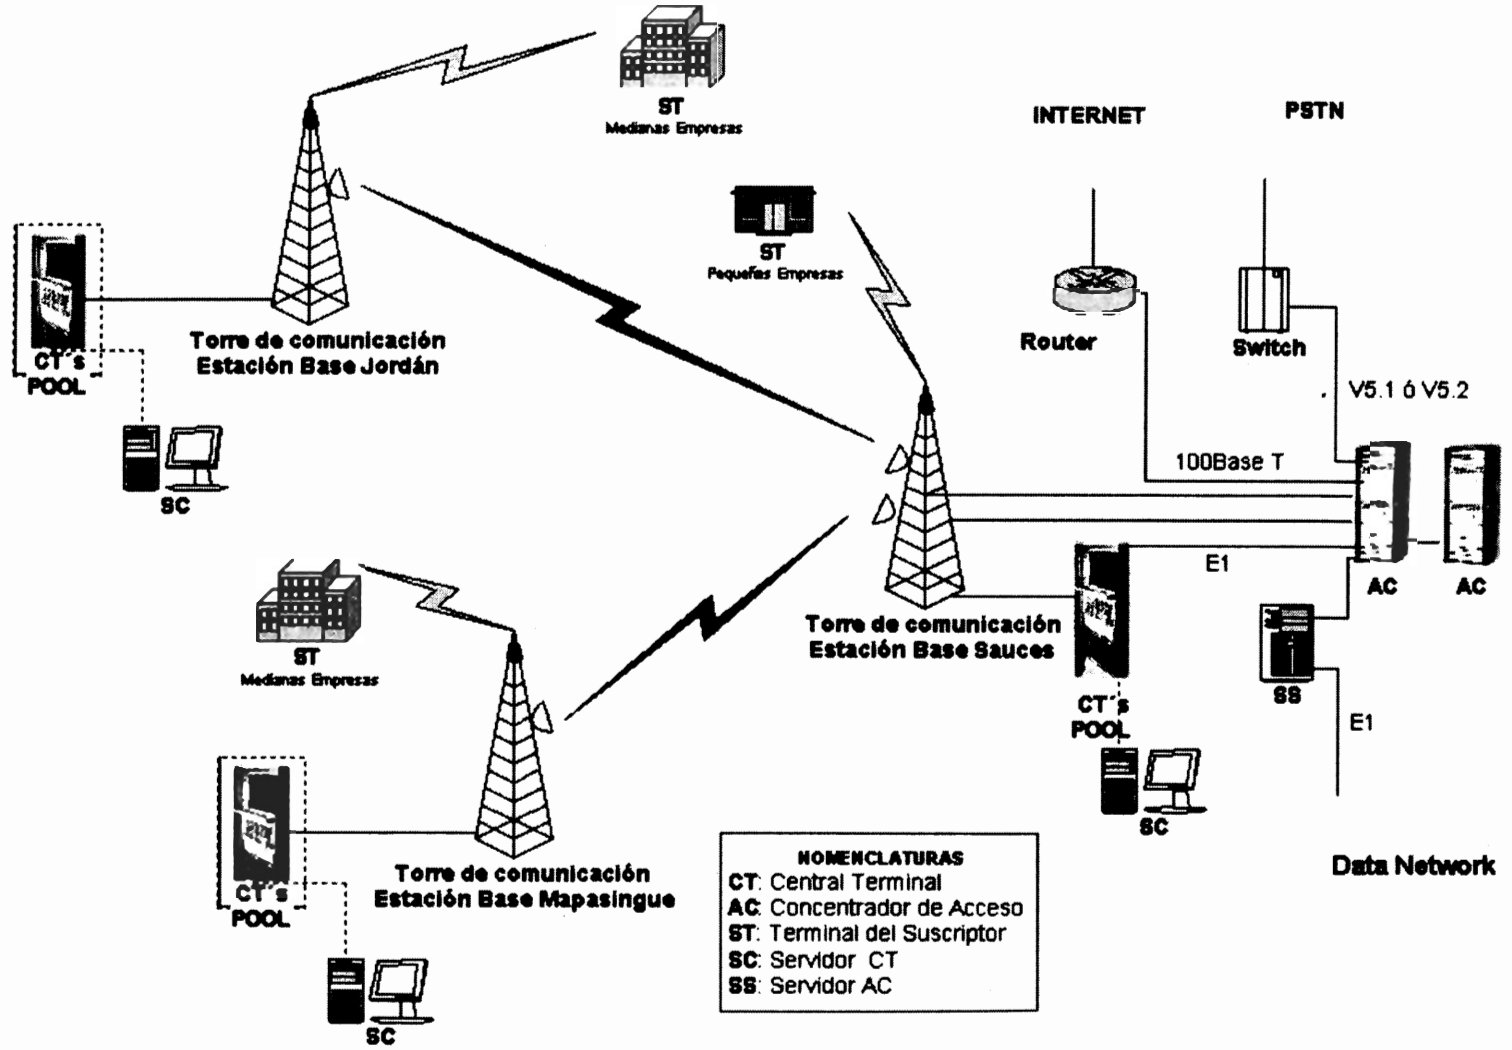 ST
Medianas Empresas
INTERNET
PSTN
ST
Pequeñas Empresas
Torre de comunicación
Estación Base Jordán
CT´s
POOL
SC
Router
Switch
V5.1 ó V5.2
100Base T
E1
AC
AC
ST
Medianas Empresas
Torre de comunicación
Estación Base Sauces
CT´s
POOL
SS
E1
SC
Torre de comunicación
Estación Base Mapasingue
CT´s
POOL
SC
Data Network
NOMENCLATURAS
CT: Central Terminal
AC: Concentrador de Acceso
ST: Terminal del Suscriptor
SC: Servidor CT
SS: Servidor AC